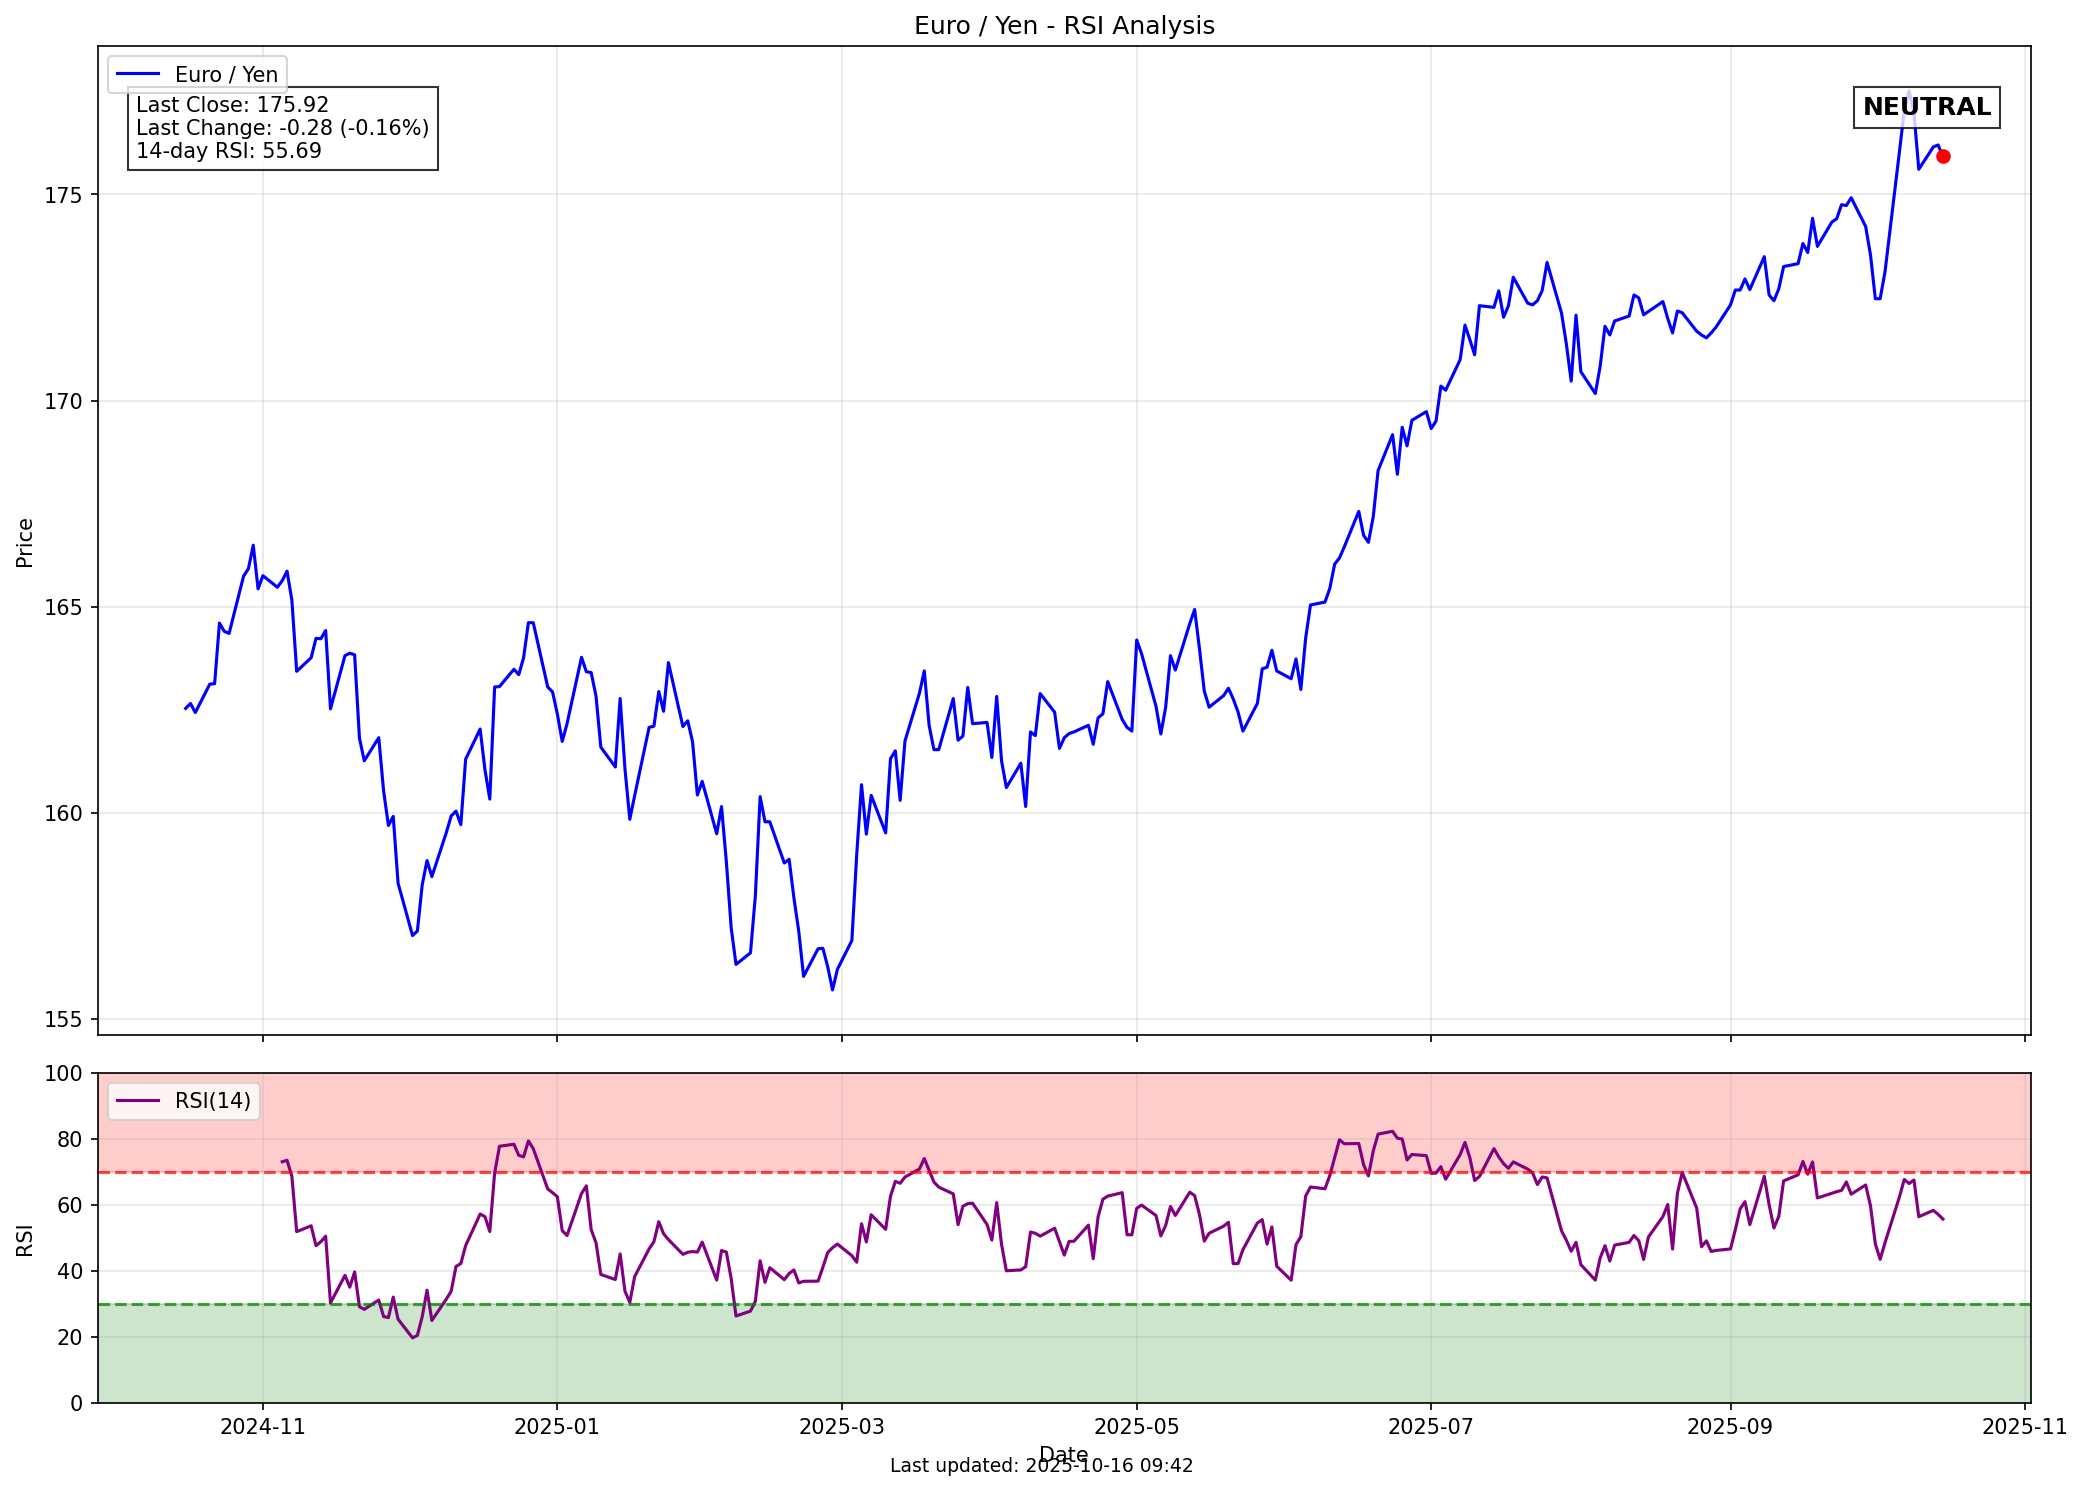 Euro / Yen - RSI Analysis
Euro / Yen
Last Close: 175.92
Last Change: -0.28 (-0.16%)
14-day RSI: 55.69
NEUTRAL
Price
175
170
165
160
155
RSI
RSI(14)
100
80
60
40
20
0
2024-11
2025-01
2025-03
2025-05
2025-07
2025-09
2025-11
Date
Last updated: 2025-10-16 09:42